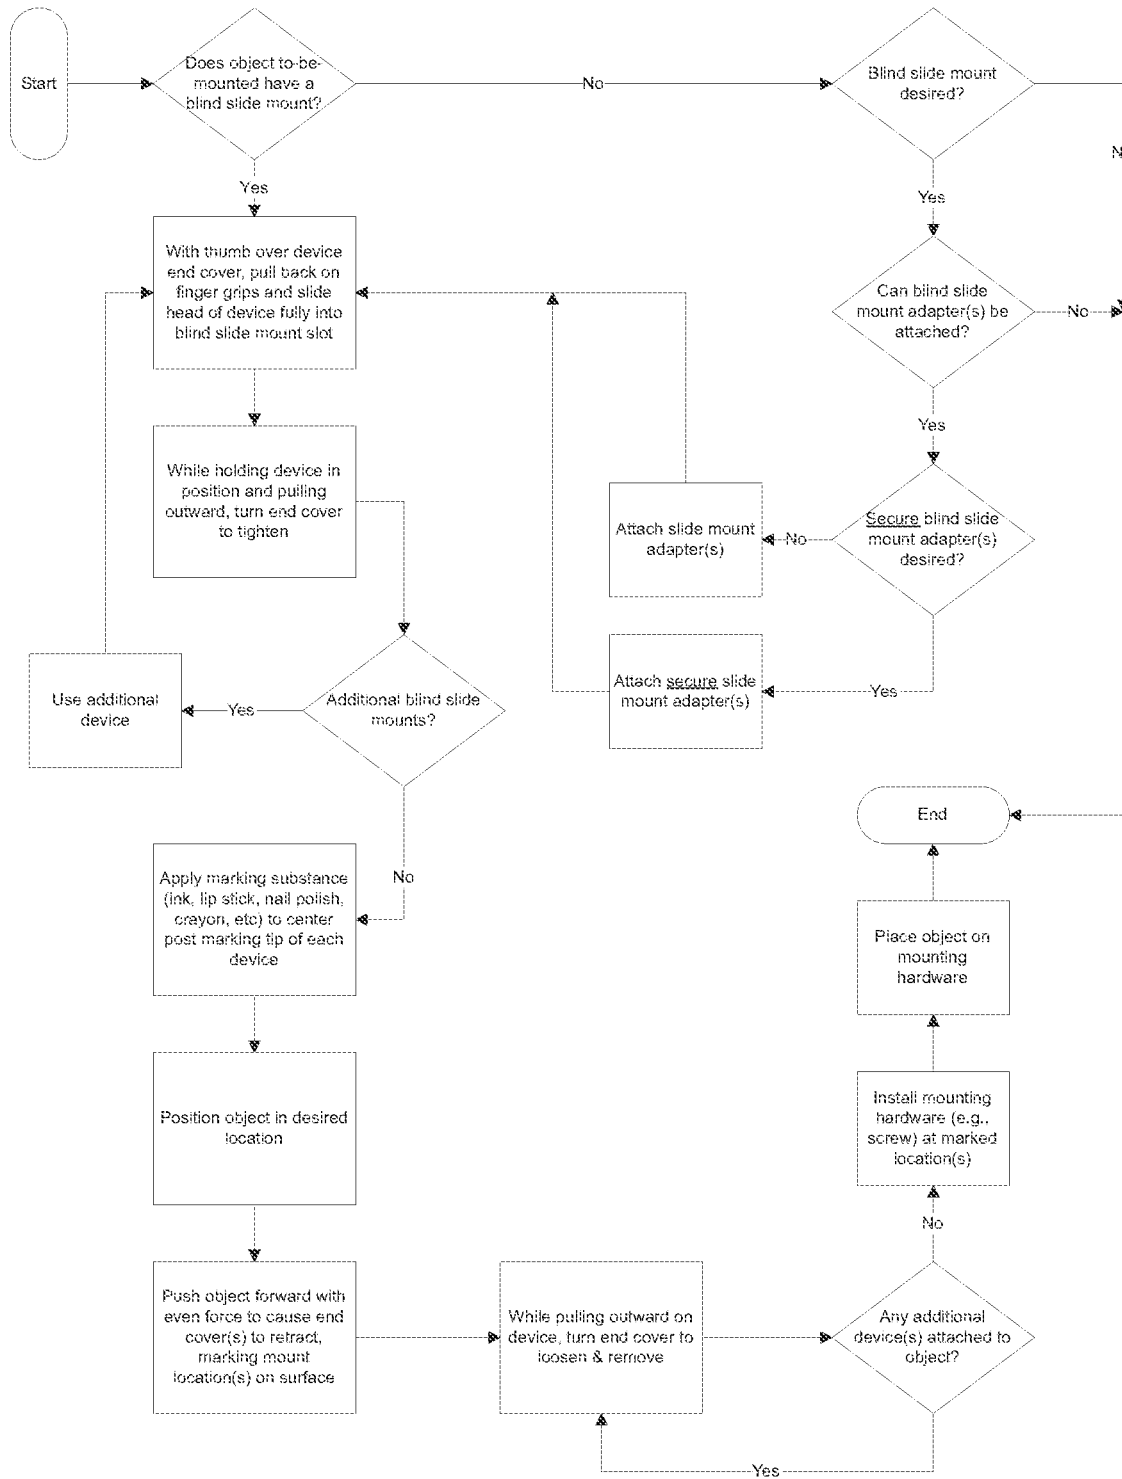 Start
Does object to-be-
mounted have a
blind slide mount?
No
Blind slide mount
desired?
Yes
Yes
With thumb over device
end cover, pull back on
finger grips and slide
head of device fully into
blind slide mount slot
Can blind slide
mount adapter(s) be
attached?
No
Yes
While holding device in
position and pulling
outward, turn end cover
to tighten
Attach slide mount
adapter(s)
No
Secure blind slide
mount adapter(s)
desired?
Use additional
device
Yes
Additional blind slide
mounts?
Attach secure slide
mount adapter(s)
Yes
No
End
Apply marking substance
(ink, lip stick, nail polish,
crayon, etc) to center
post marking tip of each
device
Place object on
mounting
hardware
Position object in desired
location
Install mounting
hardware (e.g.,
screw) at marked
location(s)
No
Push object forward with
even force to cause end
cover(s) to retract,
marking mount
location(s) on surface
While pulling outward on
device, turn end cover to
loosen & remove
Any additional
device(s) attached to
object?
Yes